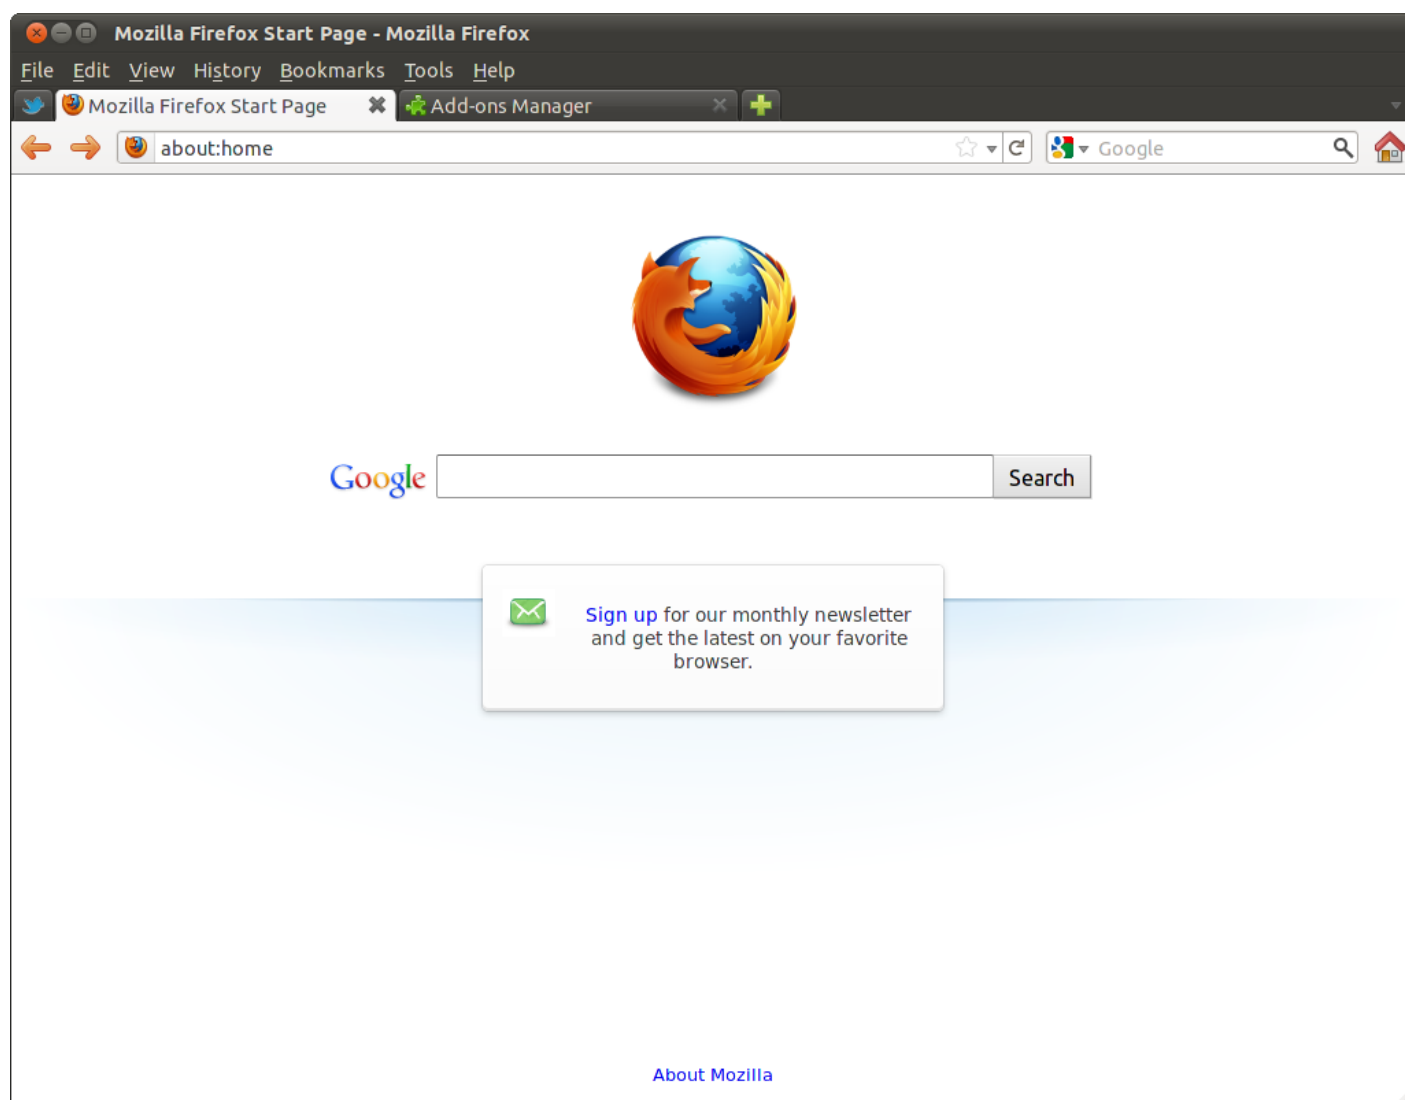 Mozilla Firefox Start Page - Mozilla Firefox
File Edit View History Bookmarks Tools Help
Mozilla Firefox Start Page Add-ons Manager
about:home Google
Google Search
Sign up for our monthly newsletter
and get the latest on your favorite
browser.
About Mozilla